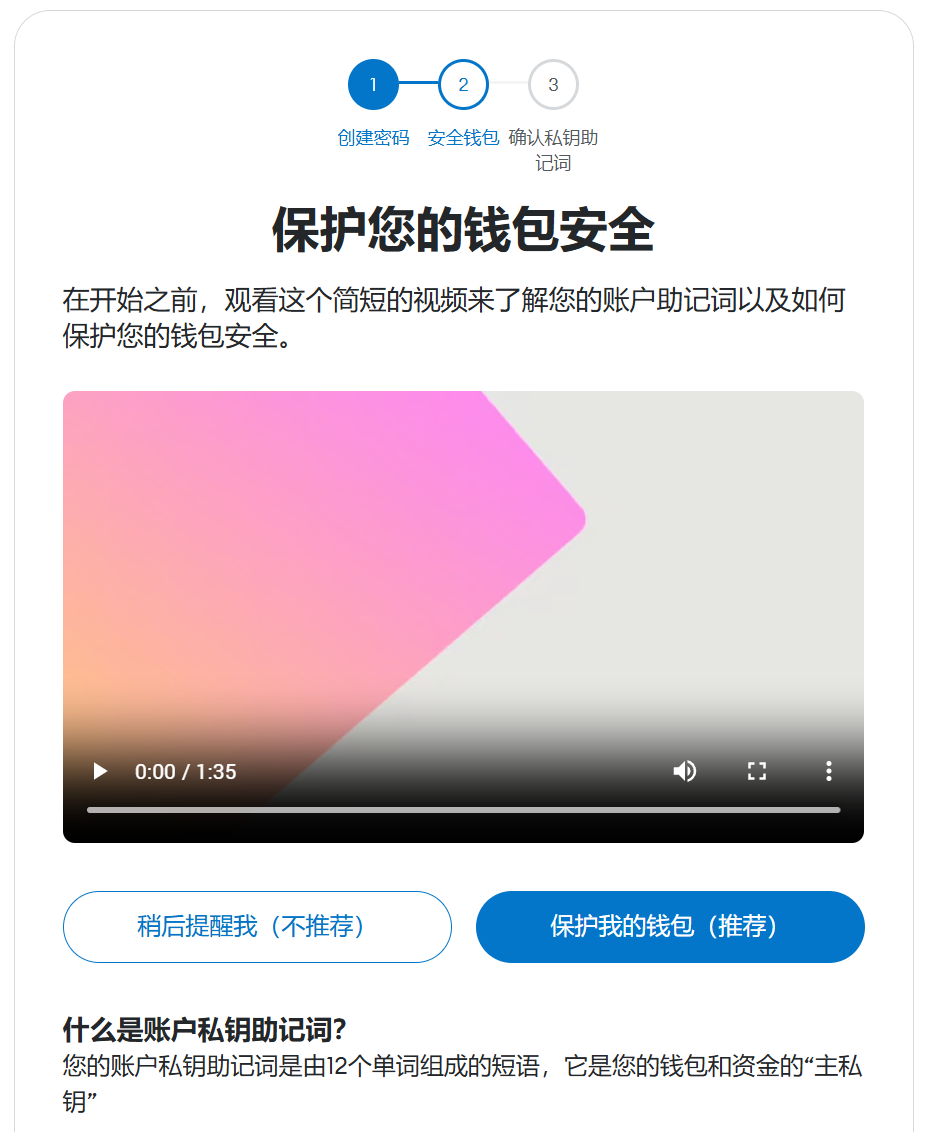 1
2
3
创建密码
安全钱包
确认私钥助
记词
保护您的钱包安全
在开始之前，观看这个简短的视频来了解您的账户助记词以及如何
保护您的钱包安全。
0:00 / 1:35
稍后提醒我（不推荐）
保护我的钱包（推荐）
什么是账户私钥助记词？
您的账户私钥助记词是由12个单词组成的短语，它是您的钱包和资金的“主私
钥”